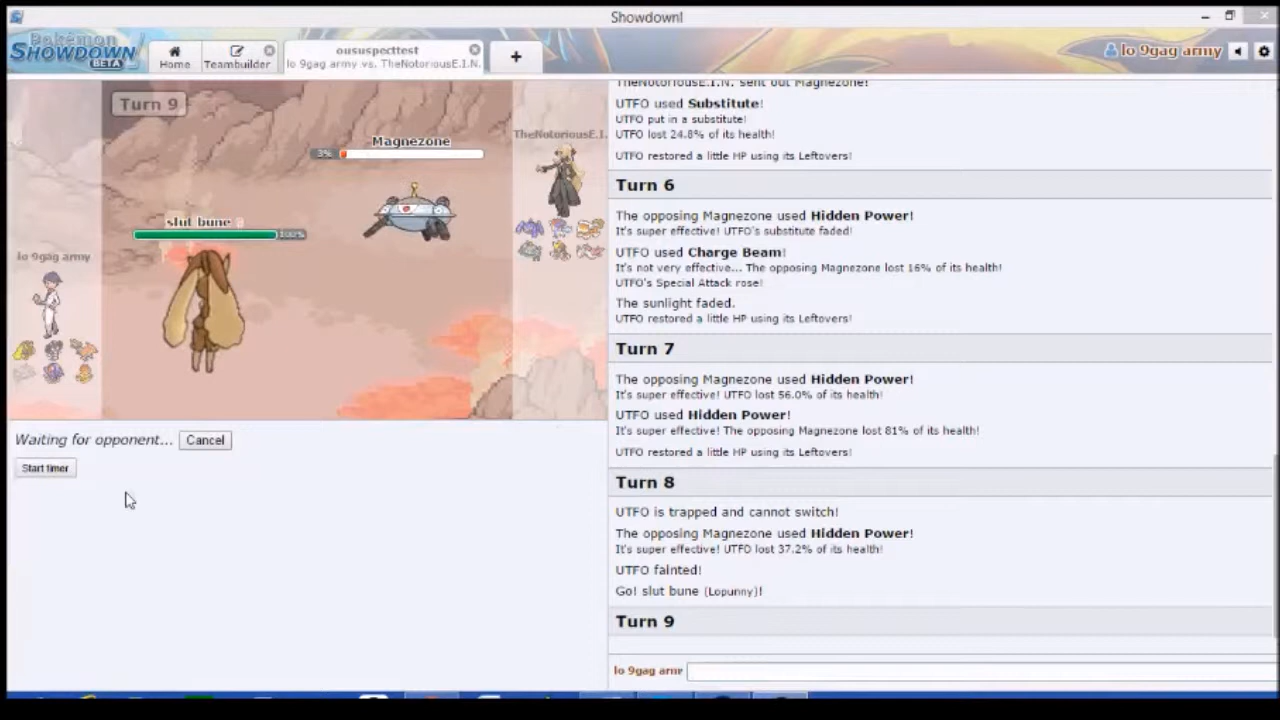 Showdown!
Pokémon
SHOWDOWN
BETA
Home
Teambuilder
oususpecttest
lo 9gag army vs. TheNotoriousE.I.N.
+
lo 9gag army
Turn 9
Magnezone
3%
TheNotoriousE.I.
slut bune
100%
lo 9gag army
Waiting for opponent... Cancel
Start timer
TheNotoriousE.I.N. sent out Magnezone!
UTFO used Substitute!
UTFO put in a substitute!
UTFO lost 24.8% of its health!
UTFO restored a little HP using its Leftovers!
Turn 6
The opposing Magnezone used Hidden Power!
It's super effective! UTFO's substitute faded!
UTFO used Charge Beam!
It's not very effective... The opposing Magnezone lost 16% of its health!
UTFO's Special Attack rose!
The sunlight faded.
UTFO restored a little HP using its Leftovers!
Turn 7
The opposing Magnezone used Hidden Power!
It's super effective! UTFO lost 56.0% of its health!
UTFO used Hidden Power!
It's super effective! The opposing Magnezone lost 81% of its health!
UTFO restored a little HP using its Leftovers!
Turn 8
UTFO is trapped and cannot switch!
The opposing Magnezone used Hidden Power!
It's super effective! UTFO lost 37.2% of its health!
UTFO fainted!
Go! slut bune (Lopunny)!
Turn 9
lo 9gag army